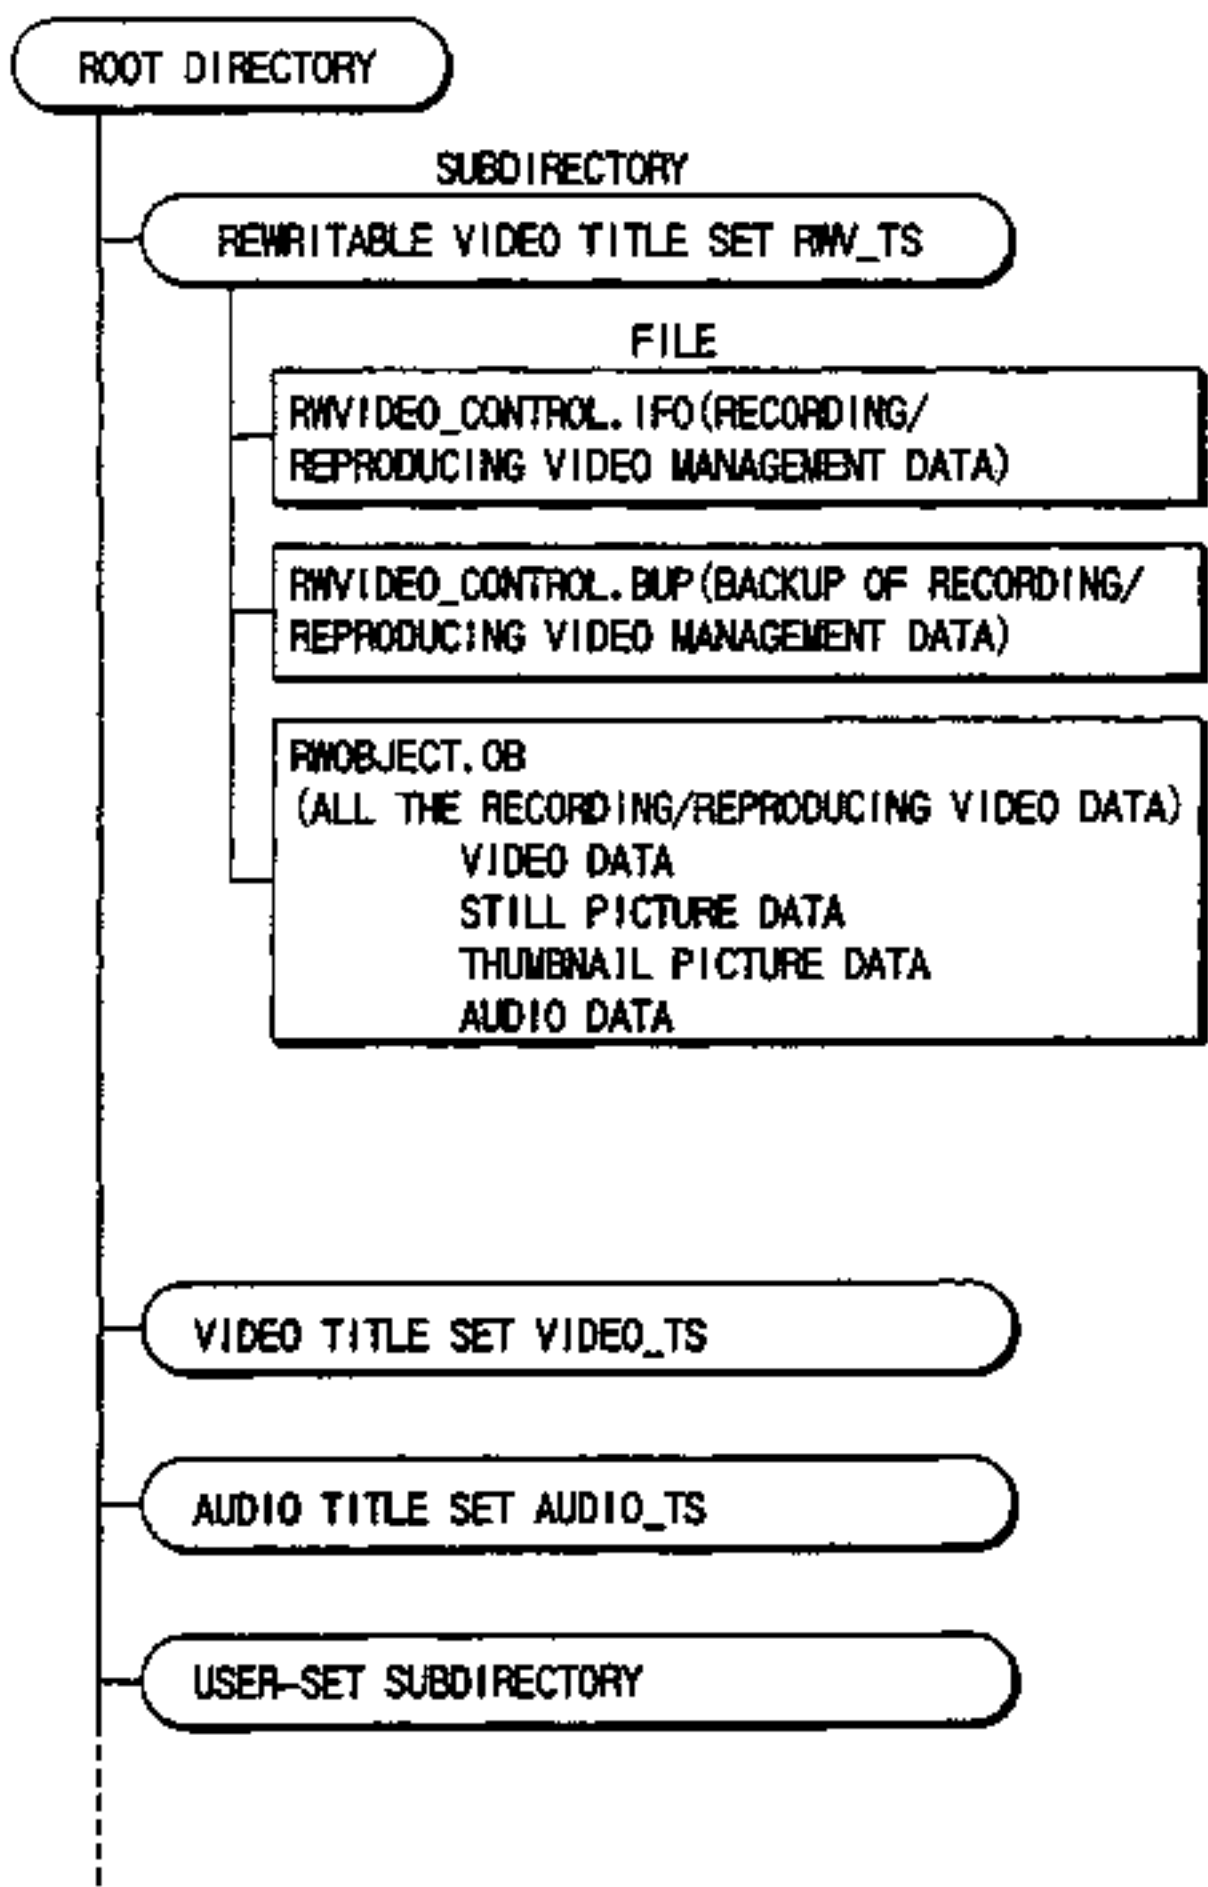 ROOT DIRECTORY
SUBDIRECTORY
REWRITABLE VIDEO TITLE SET RWV_TS
FILE
RWVIDEO_CONTROL.IFO(RECORDING/
REPRODUCING VIDEO MANAGEMENT DATA)
RWVIDEO_CONTROL.BUP(BACKUP OF RECORDING/
REPRODUCING VIDEO MANAGEMENT DATA)
RWOBJECT.OB
(ALL THE RECORDING/REPRODUCING VIDEO DATA)
VIDEO DATA
STILL PICTURE DATA
THUMBNAIL PICTURE DATA
AUDIO DATA
VIDEO TITLE SET VIDEO_TS
AUDIO TITLE SET AUDIO_TS
USER-SET SUBDIRECTORY